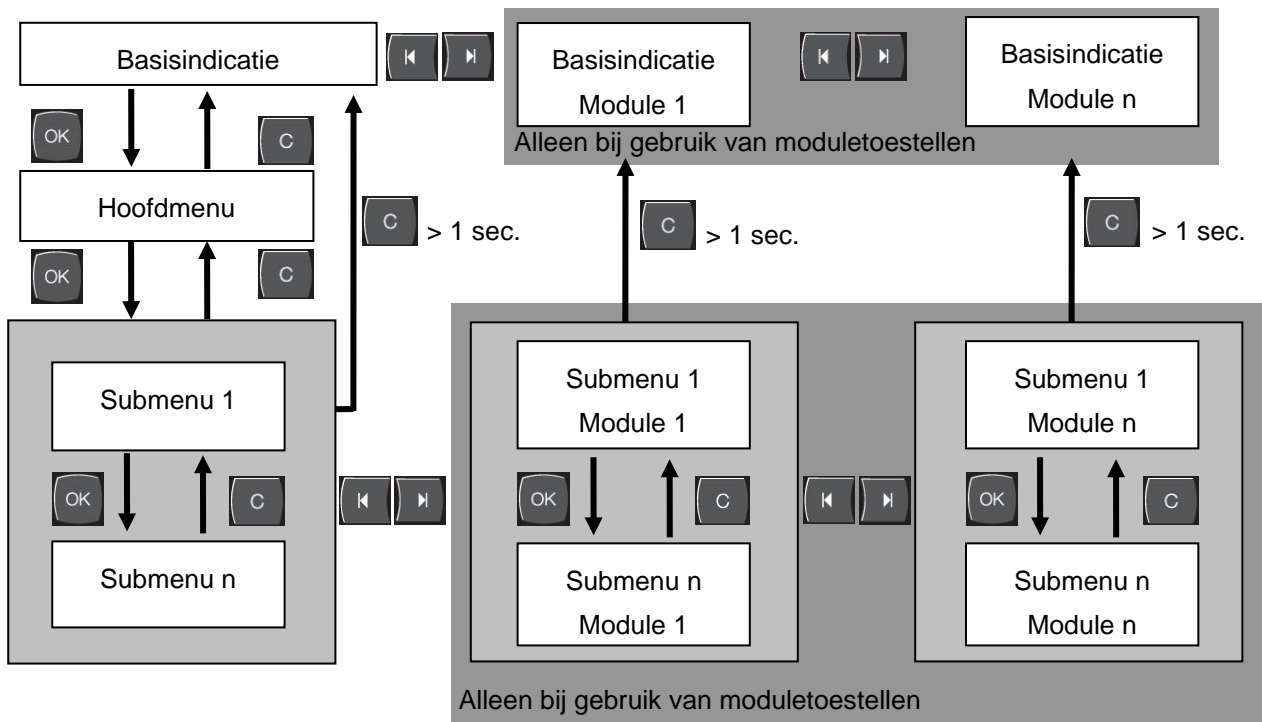 Basisindicatie
Basisindicatie
Module 1
Basisindicatie
Module n
Alleen bij gebruik van moduletoestellen
OK
C
Hoofdmenu
C > 1 sec.
C > 1 sec.
C > 1 sec.
OK
C
Submenu 1
Submenu 1
Module 1
Submenu 1
Module n
OK
C
OK
C
OK
C
Submenu n
Submenu n
Module 1
Submenu n
Module n
Alleen bij gebruik van moduletoestellen